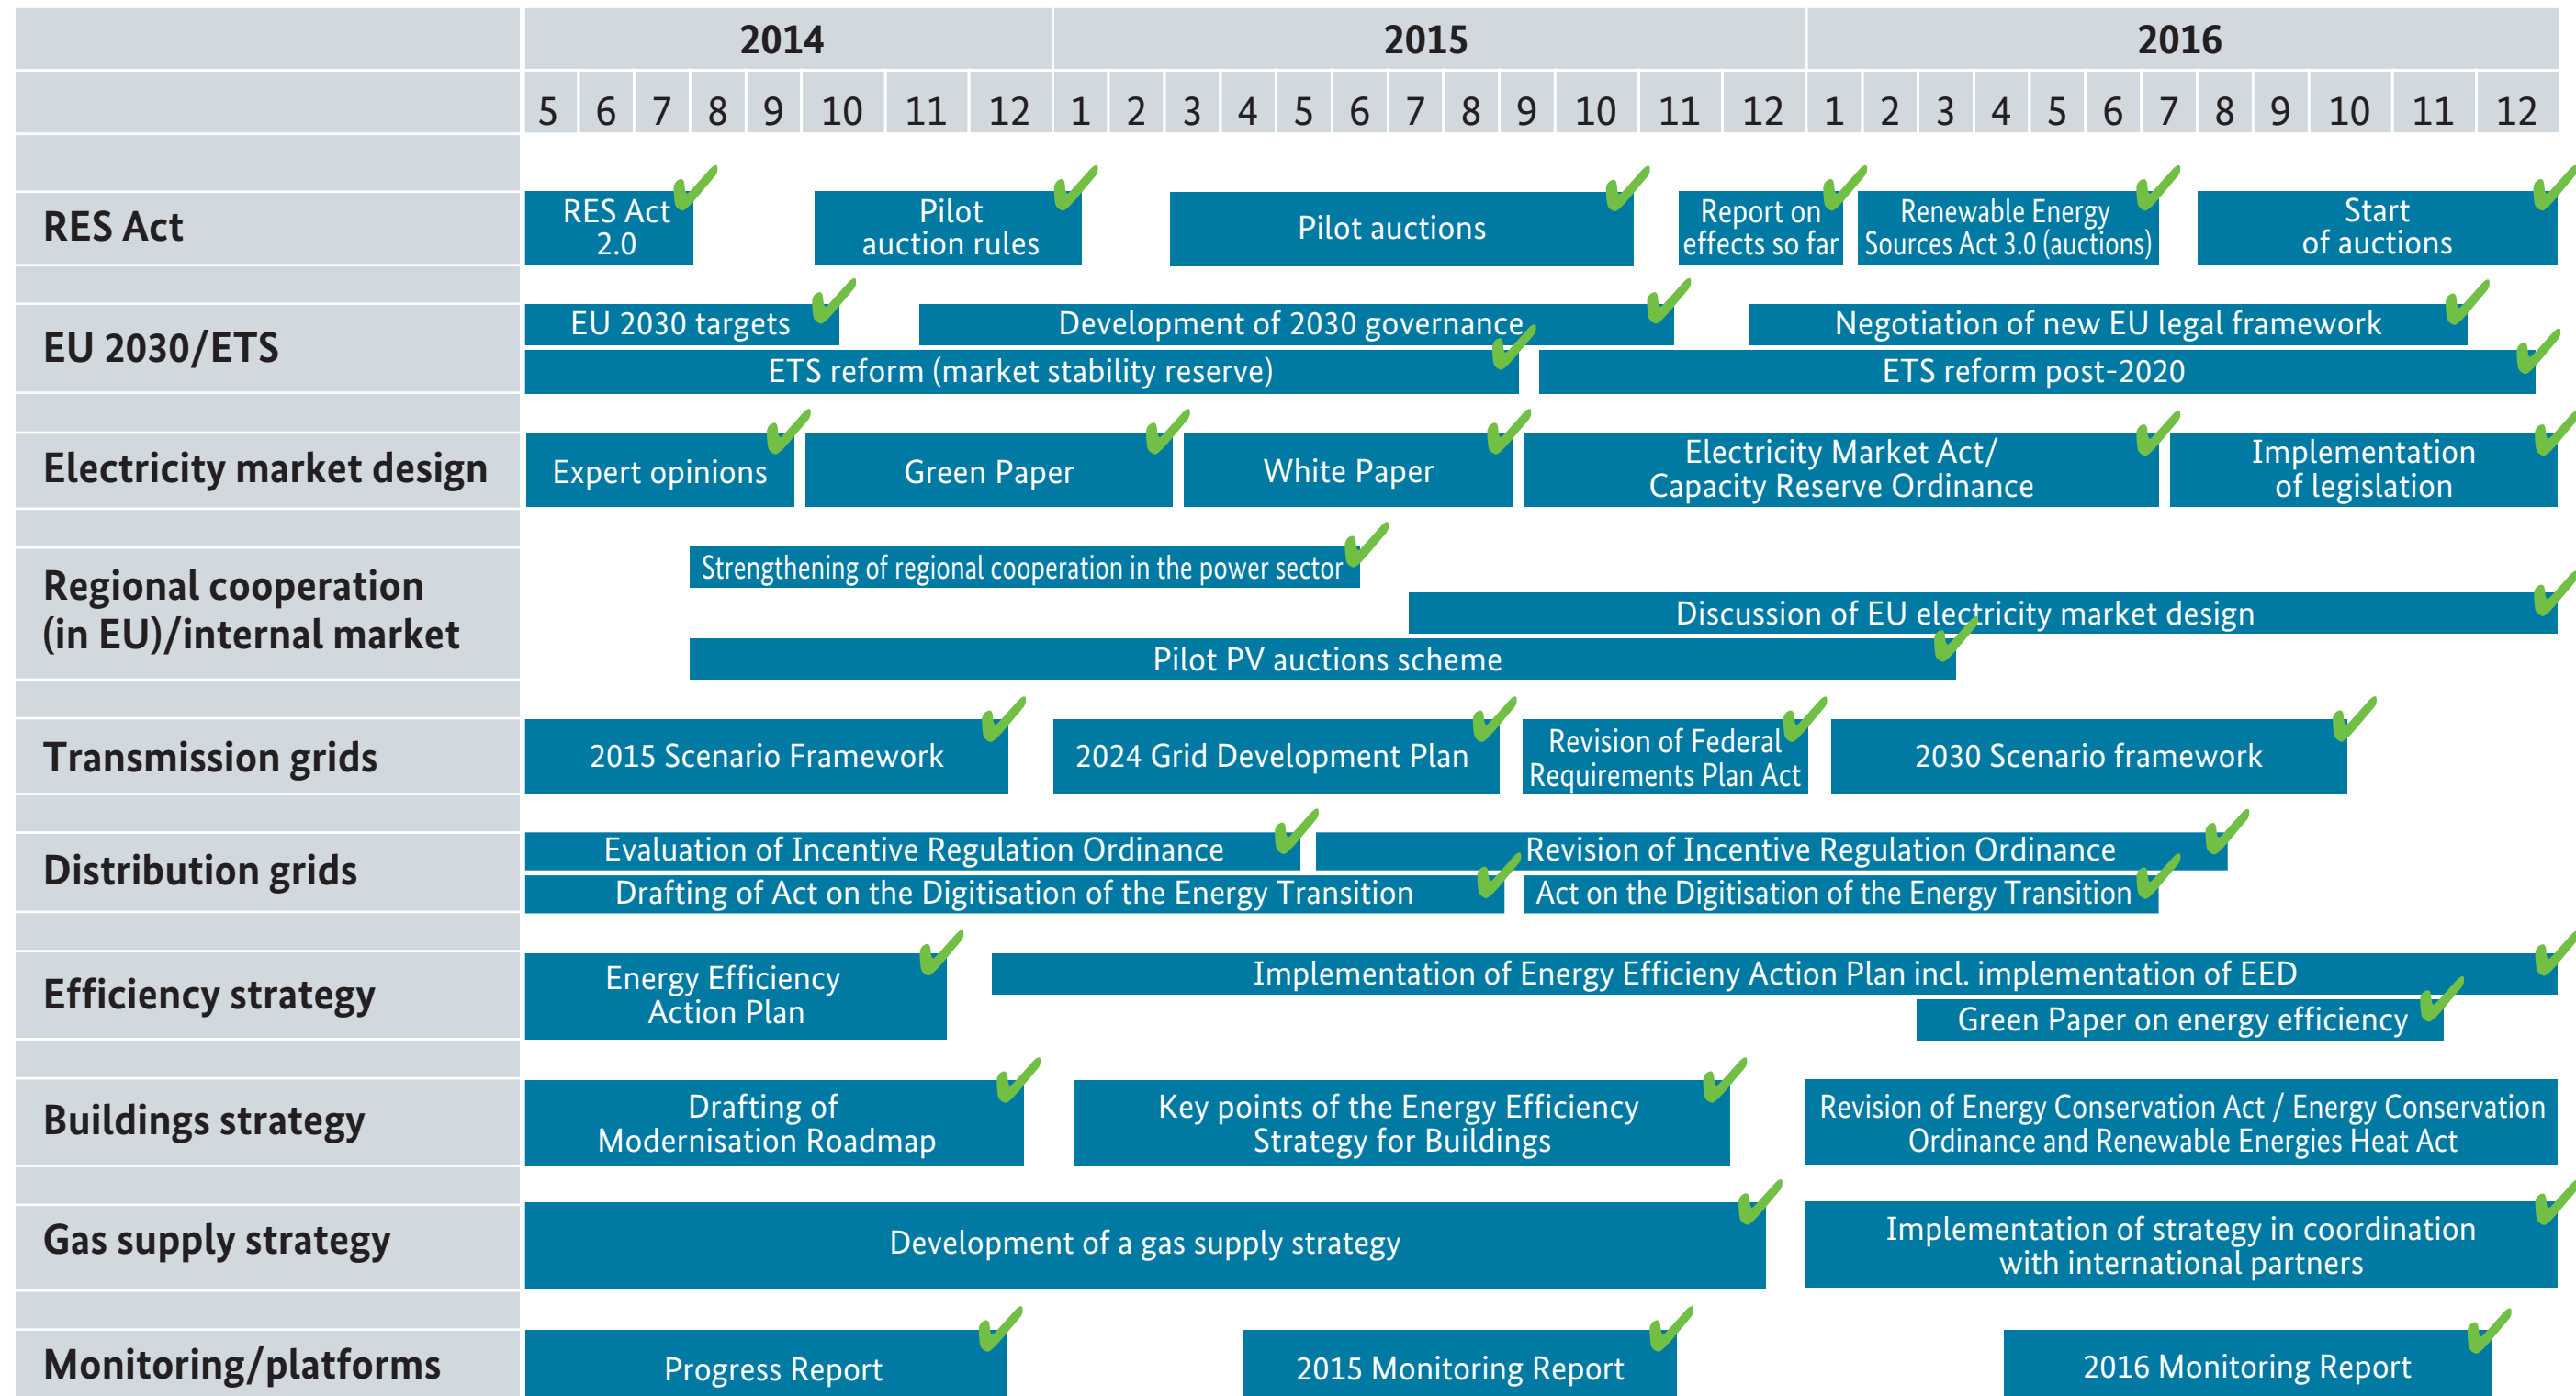 2014 2015 2016
5 6 7 8 9 10 11 12 1 2 3 4 5 6 7 8 9 10 11 12 1 2 3 4 5 6 7 8 9 10 11 12
RES Act
RES Act
2.0
Pilot
auction rules
Pilot auctions
Report on
effects so far
Renewable Energy
Sources Act 3.0 (auctions)
Start
of auctions
EU 2030/ETS
EU 2030 targets
Development of 2030 governance
Negotiation of new EU legal framework
ETS reform (market stability reserve)
ETS reform post-2020
Electricity market design
Expert opinions
Green Paper
White Paper
Electricity Market Act/
Capacity Reserve Ordinance
Implementation
of legislation
Regional cooperation
(in EU)/internal market
Strengthening of regional cooperation in the power sector
Discussion of EU electricity market design
Pilot PV auctions scheme
Transmission grids
2015 Scenario Framework
2024 Grid Development Plan
Revision of Federal
Requirements Plan Act
2030 Scenario framework
Distribution grids
Evaluation of Incentive Regulation Ordinance
Revision of Incentive Regulation Ordinance
Drafting of Act on the Digitisation of the Energy Transition
Act on the Digitisation of the Energy Transition
Efficiency strategy
Energy Efficiency
Action Plan
Implementation of Energy Efficieny Action Plan incl. implementation of EED
Green Paper on energy efficiency
Buildings strategy
Drafting of
Modernisation Roadmap
Key points of the Energy Efficiency
Strategy for Buildings
Revision of Energy Conservation Act / Energy Conservation
Ordinance and Renewable Energies Heat Act
Gas supply strategy
Development of a gas supply strategy
Implementation of strategy in coordination
with international partners
Monitoring/platforms
Progress Report
2015 Monitoring Report
2016 Monitoring Report